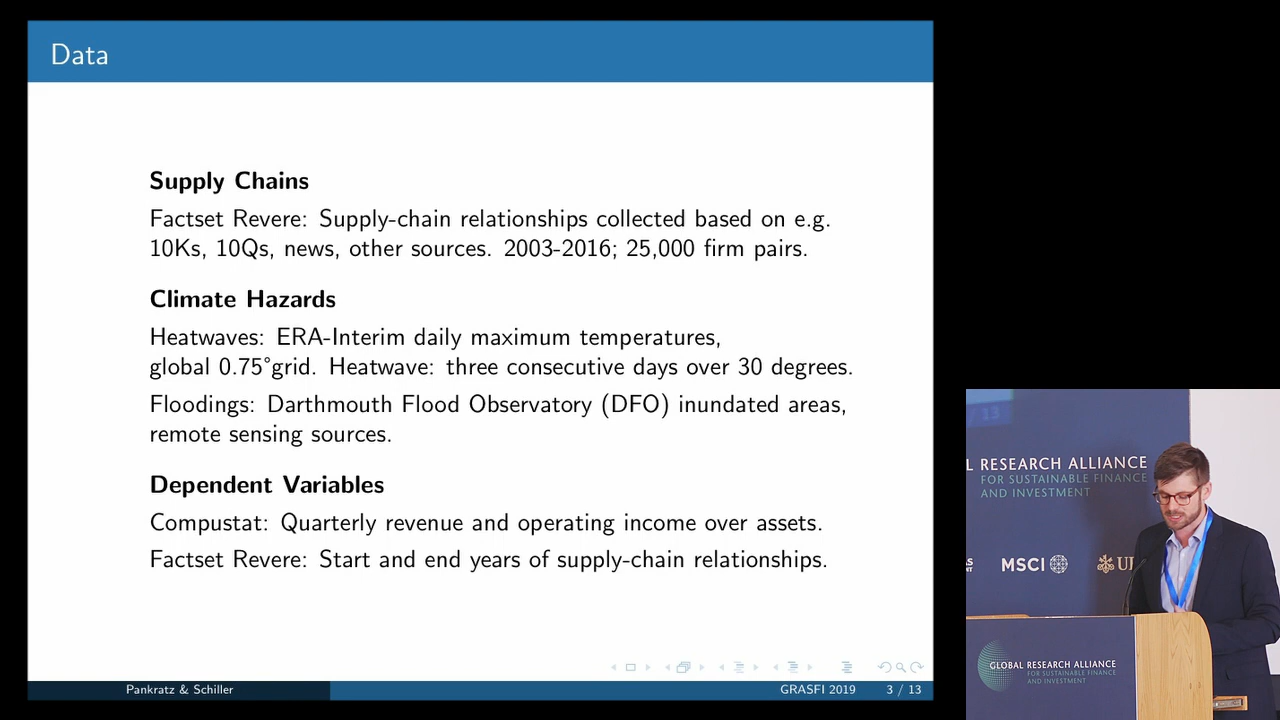 Data
Supply Chains
Factset Revere: Supply-chain relationships collected based on e.g.
10Ks, 10Qs, news, other sources. 2003-2016; 25,000 firm pairs.
Climate Hazards
Heatwaves: ERA-Interim daily maximum temperatures,
global 0.75°grid. Heatwave: three consecutive days over 30 degrees.
Floodings: Darthmouth Flood Observatory (DFO) inundated areas,
remote sensing sources.
Dependent Variables
Compustat: Quarterly revenue and operating income over assets.
Factset Revere: Start and end years of supply-chain relationships.
Pankratz & Schiller
GRASFI 2019 3 / 13
/ 13
L RESEARCH ALLIANCE
FOR SUSTAINABLE FINANCE
AND INVESTMENT
MSCI
GLOBAL RESEARCH ALLIANCE
FOR SUSTAINABLE FINANCE
AND INVESTMENT